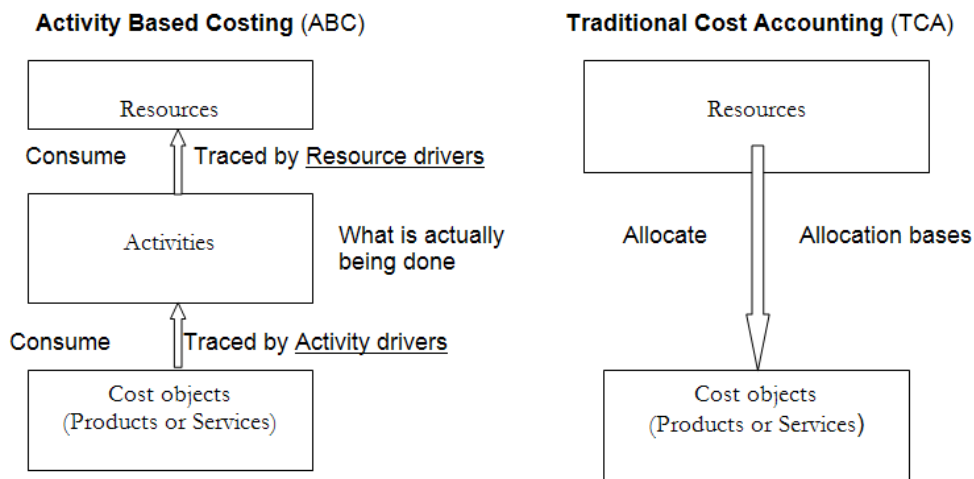 Activity Based Costing (ABC)
Resources
Consume
Traced by Resource drivers
Activities
What is actually
being done
Consume
Traced by Activity drivers
Cost objects
(Products or Services)
Traditional Cost Accounting (TCA)
Resources
Allocate
Allocation bases
Cost objects
(Products or Services)